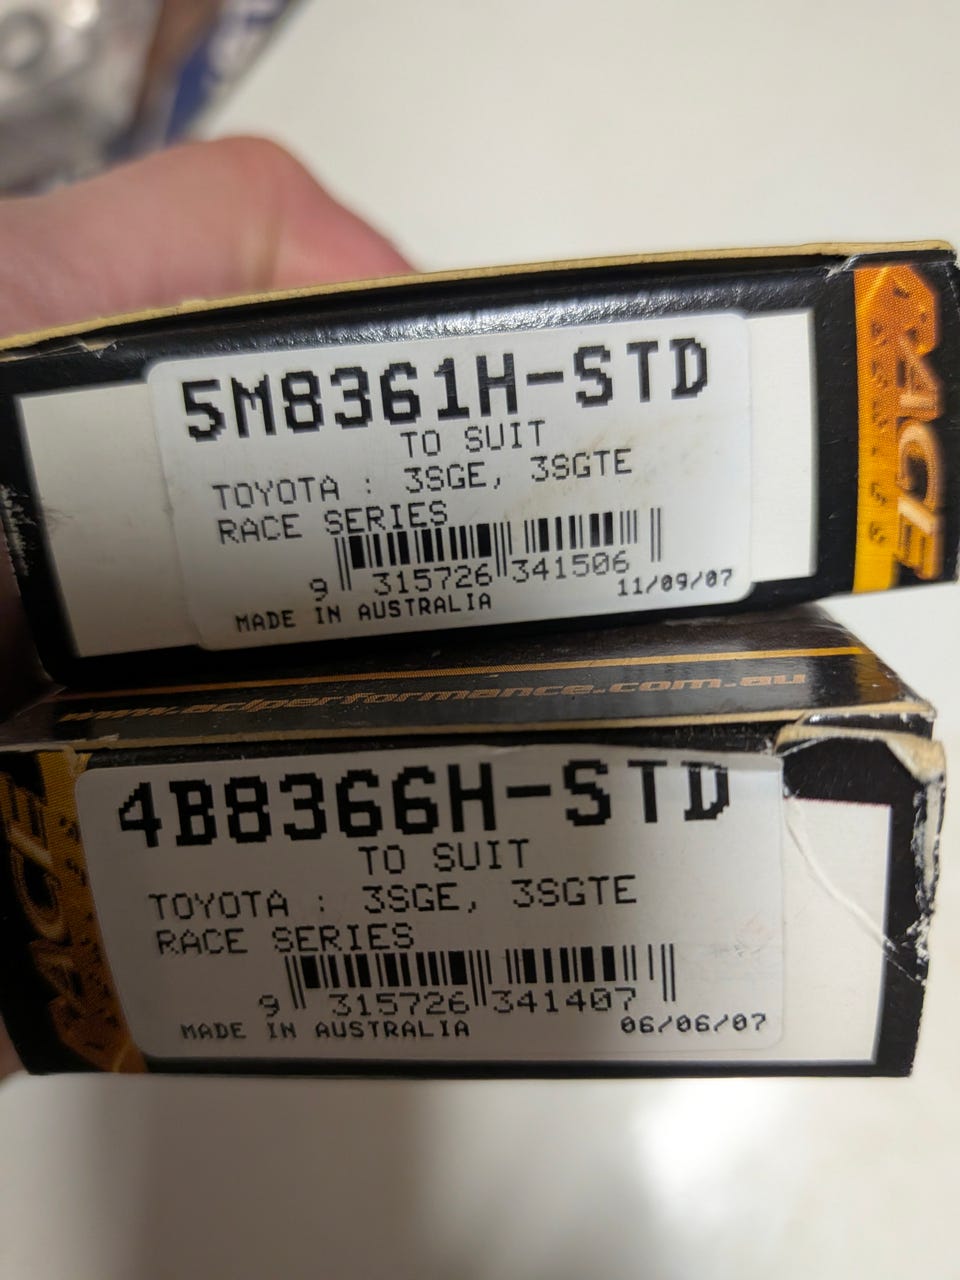 5M8361H-STD
TO SUIT
TOYOTA : 3SGE, 3SGTE
RACE SERIES
9 315726 341506
MADE IN AUSTRALIA 11/09/07
RACE
www.aclperformance.com.au
4B8366H-STD
TO SUIT
TOYOTA : 3SGE, 3SGTE
RACE SERIES
9 315726 341407
MADE IN AUSTRALIA 06/06/07
RACE